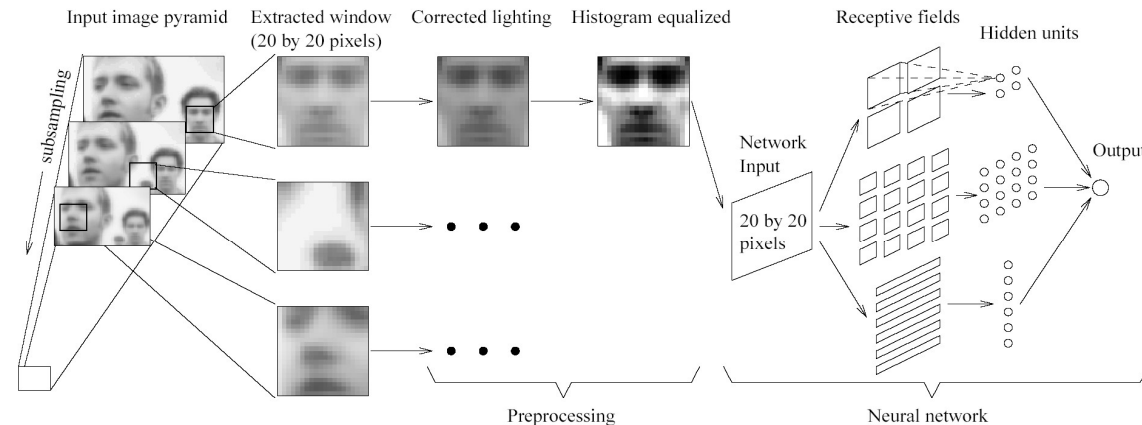 Input image pyramid
Extracted window
(20 by 20 pixels)
Corrected lighting
Histogram equalized
Receptive fields
Hidden units
subsampling
Network
Input
Output
20 by 20
pixels
Preprocessing
Neural network